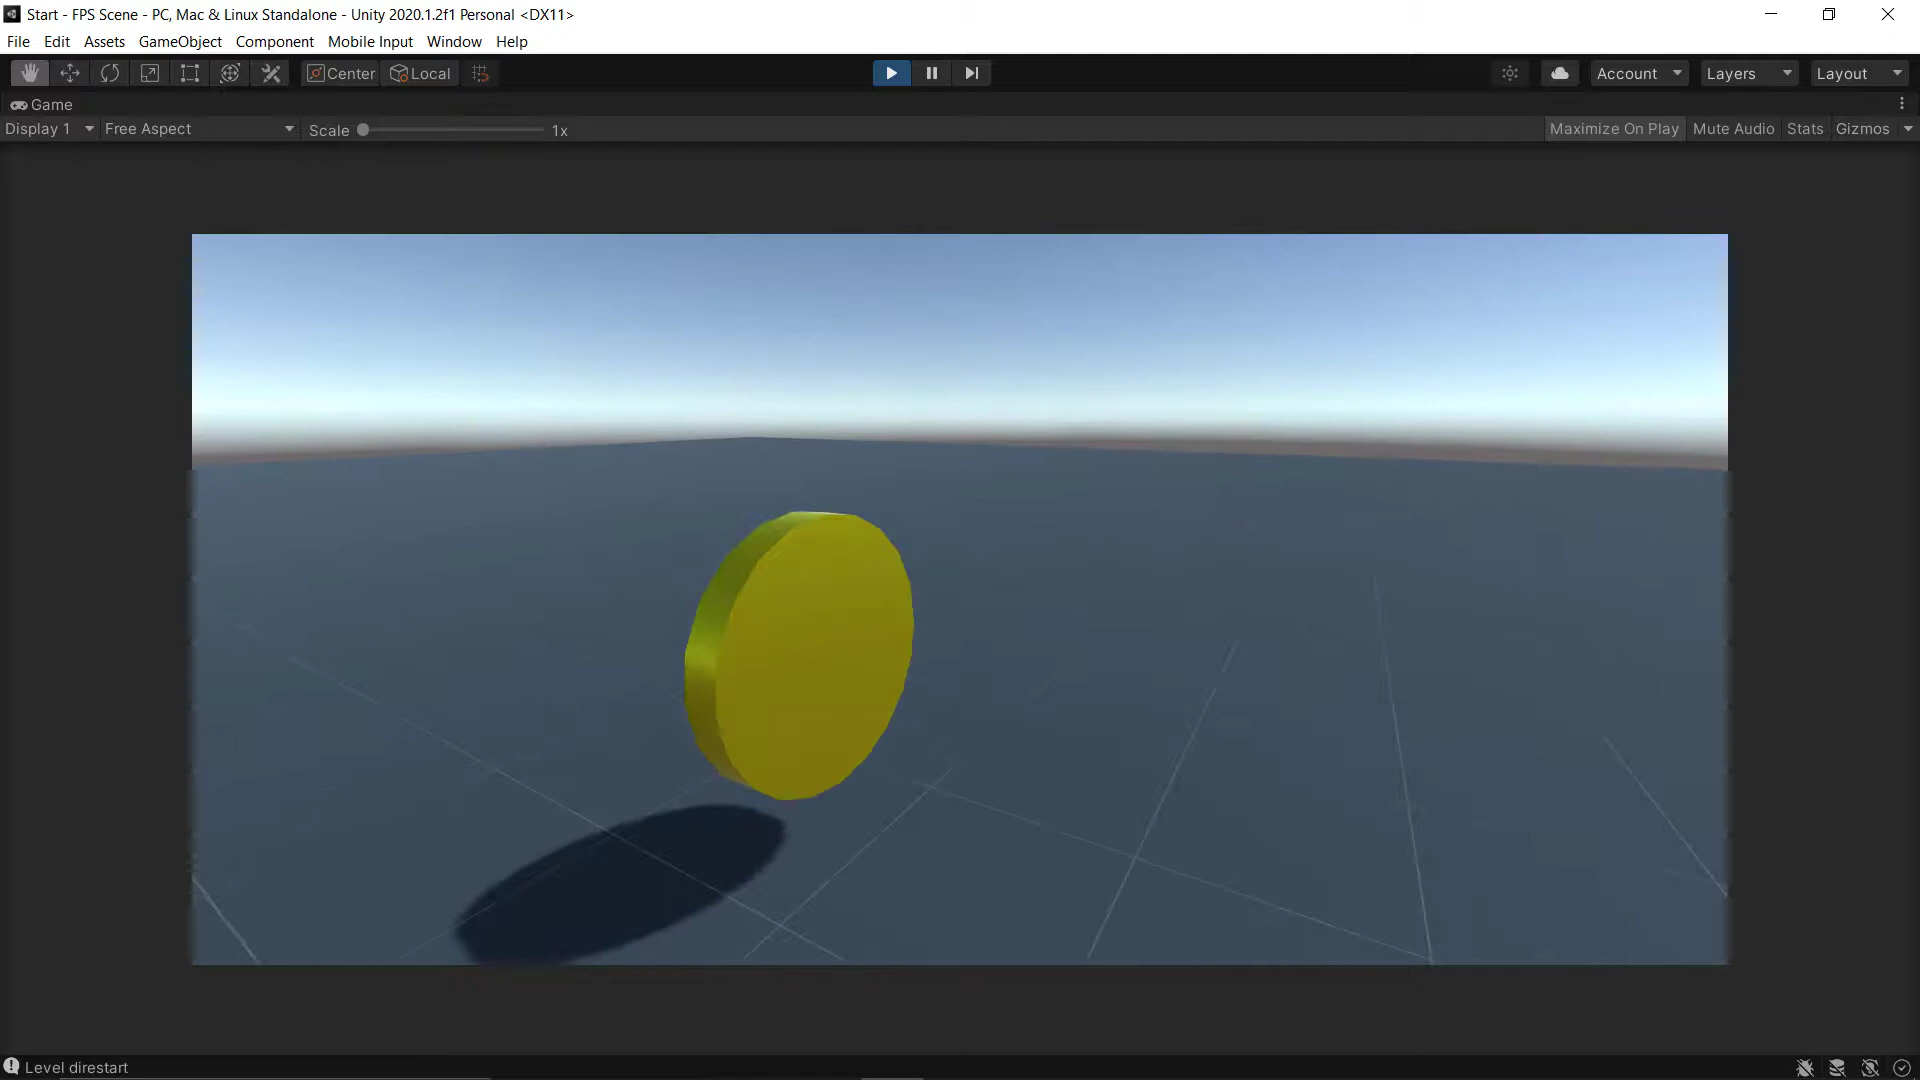 Start - FPS Scene - PC, Mac & Linux Standalone - Unity 2020.1.2f1 Personal <DX11>
File Edit Assets GameObject Component Mobile Input Window Help
Center Local Account Layers Layout
Game
Display 1 Free Aspect Scale 1x Maximize On Play Mute Audio Stats Gizmos
Level direstart